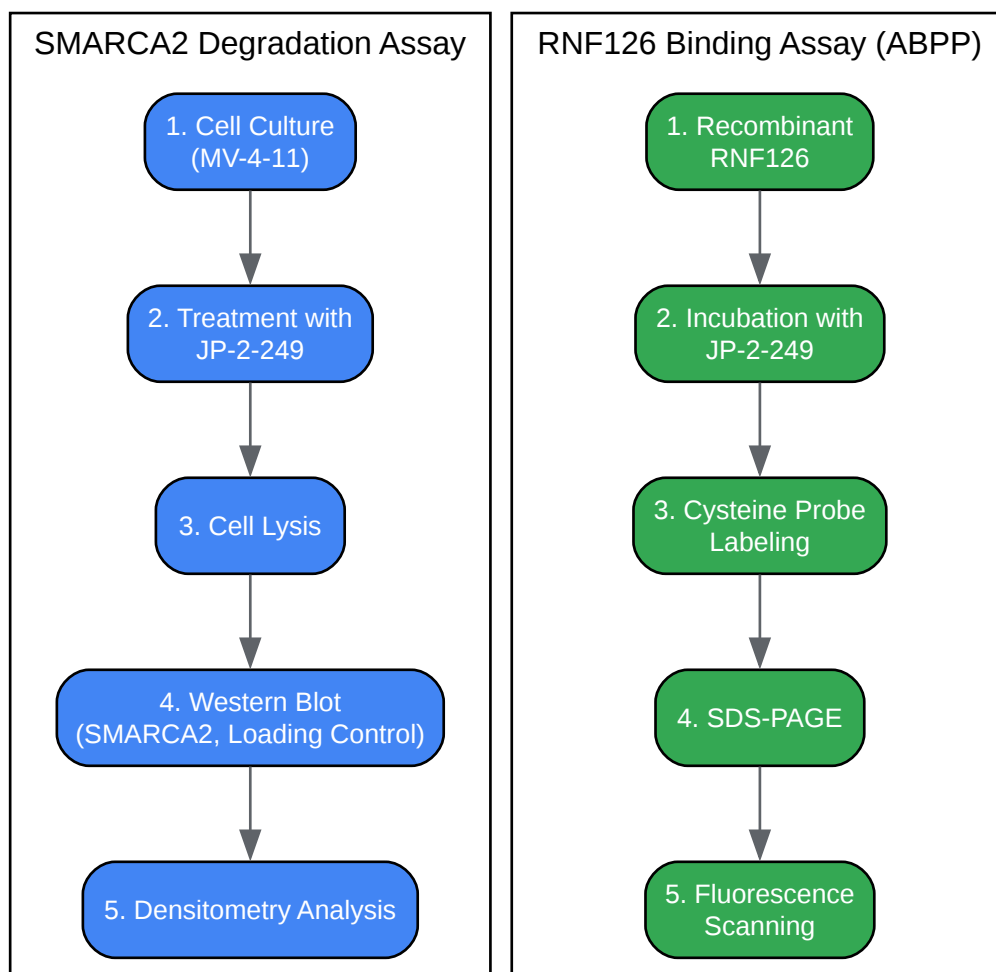 SMARCA2 Degradation Assay
1. Cell Culture
(MV-4-11)
2. Treatment with
JP-2-249
3. Cell Lysis
4. Western Blot
(SMARCA2, Loading Control)
5. Densitometry Analysis
RNF126 Binding Assay (ABPP)
1. Recombinant
RNF126
2. Incubation with
JP-2-249
3. Cysteine Probe
Labeling
4. SDS-PAGE
5. Fluorescence
Scanning